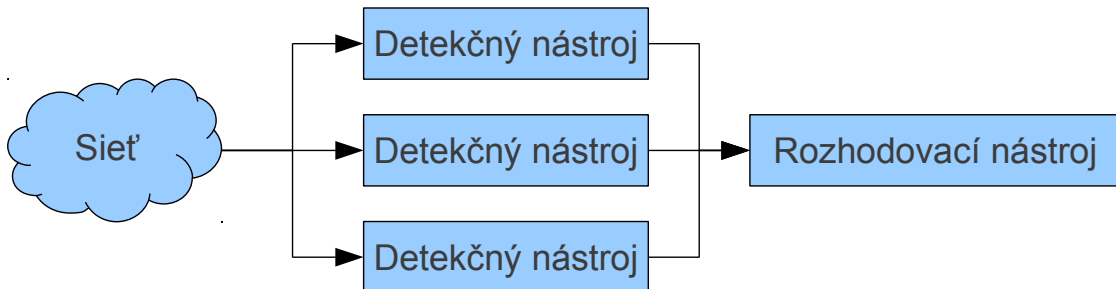 Detekčný nástroj
Sieť
Detekčný nástroj
Rozhodovací nástroj
Detekčný nástroj